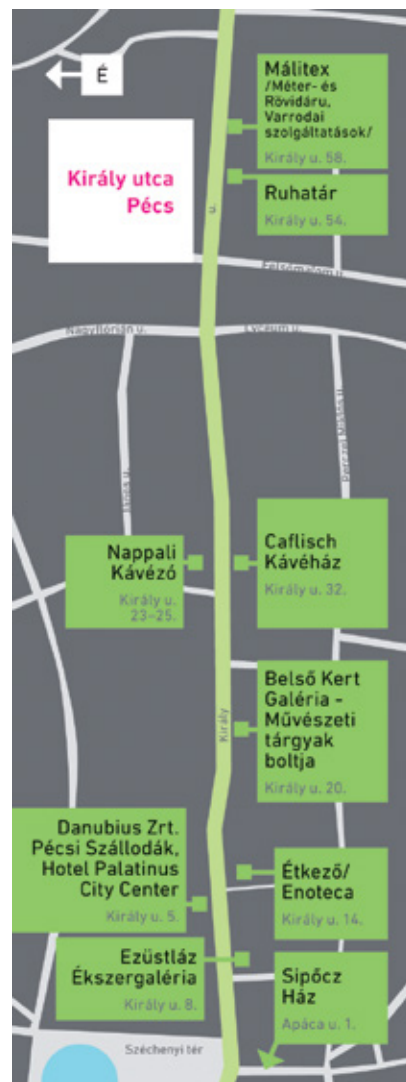 É
Király utca
Pécs
Málitex
/Méter- és
Rövidáru,
Varrodai
szolgáltatások/
Király u. 58.
Ruhatár
Király u. 54.
u.
Felsőmalom u.
Nagyflórián u.
Lyceum u.
Nappali
Kávézó
Király u.
23–25.
Caflisch
Kávéház
Király u. 32.
Belső Kert
Galéria -
Művészeti
tárgyak
boltja
Király u. 20.
Király
Danubius Zrt.
Pécsi Szállodák,
Hotel Palatinus
City Center
Király u. 5.
Étkező/
Enoteca
Király u. 14.
Ezüstláz
Ékszergaléria
Király u. 8.
Sipőcz
Ház
Apáca u. 1.
Széchenyi tér